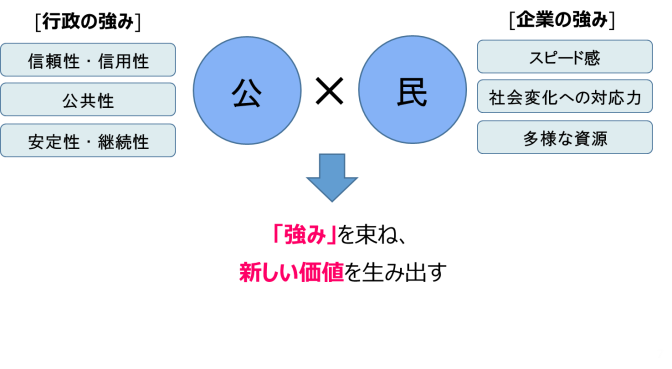 [行政の強み]
信頼性・信用性
公共性
安定性・継続性
公
×
民
[企業の強み]
スピード感
社会変化への対応力
多様な資源
「強み」を束ね、
新しい価値を生み出す